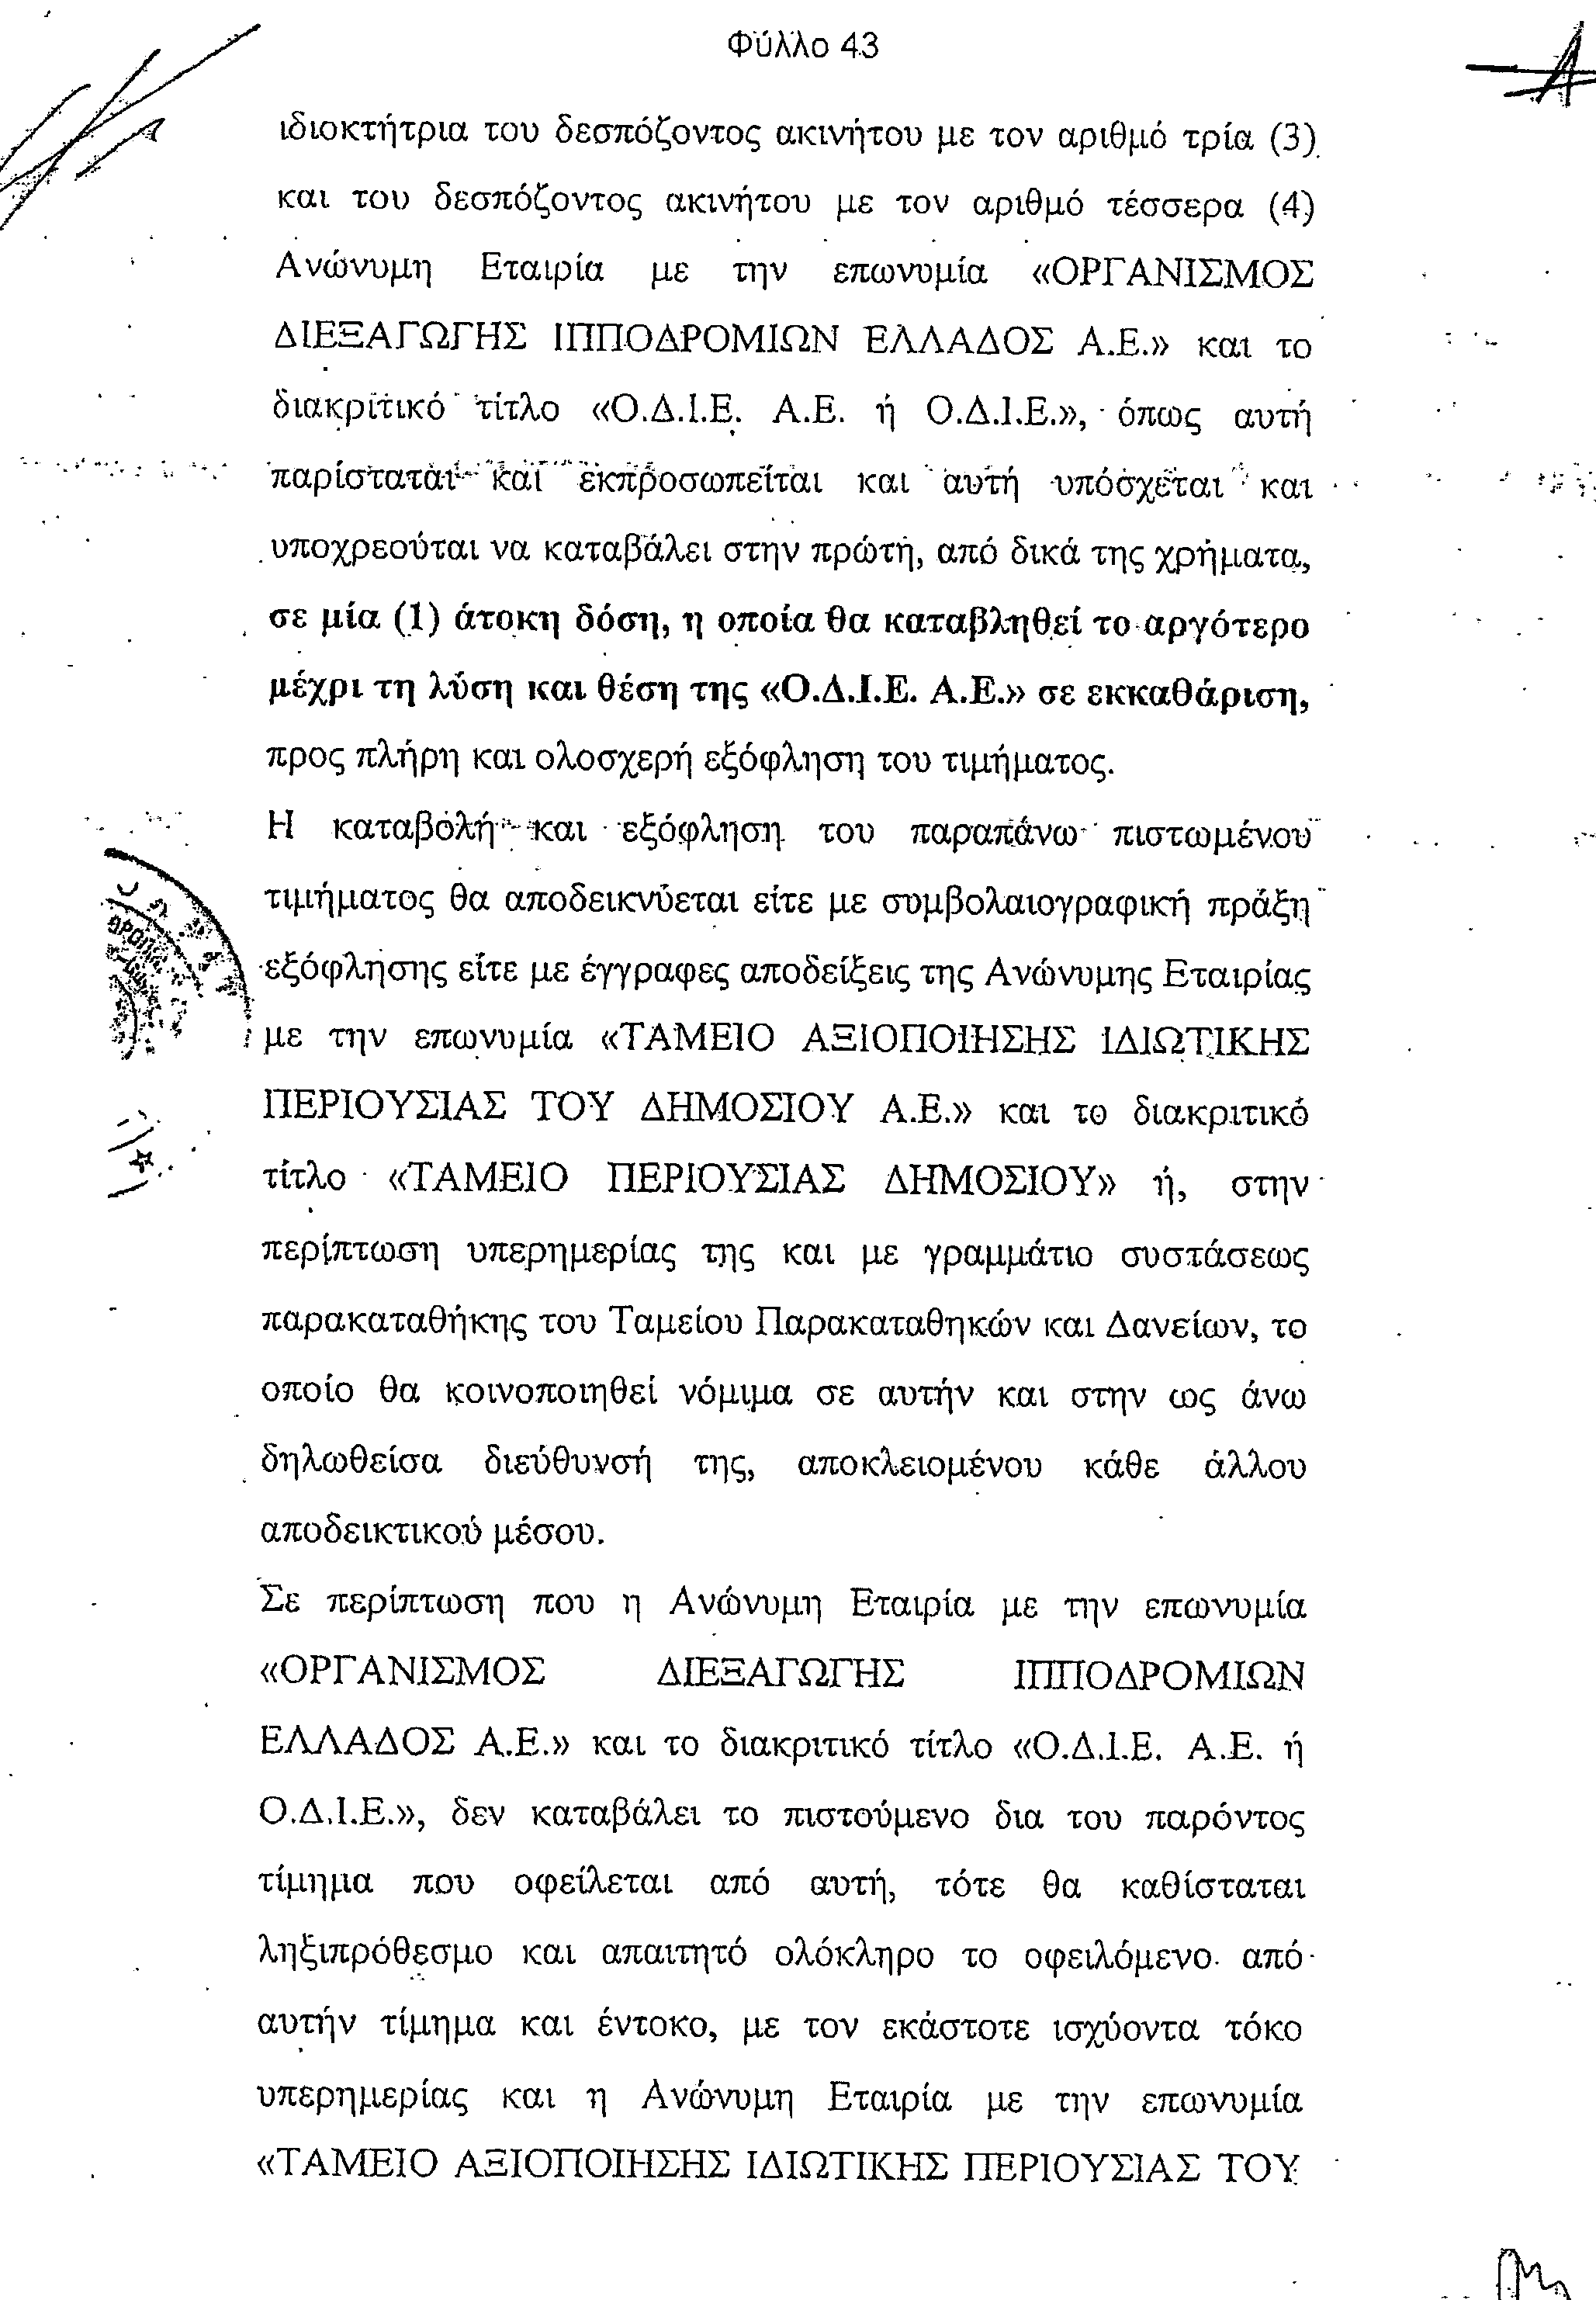 Φύλλο 43
ιδιοκτήτρια του δεσπόζοντος ακινήτου με τον αριθμό τρία (3)
και του δεσπόζοντος ακινήτου με τον αριθμό τέσσερα (4)
Ανώνυμη Εταιρία με την επωνυμία «ΟΡΓΑΝΙΣΜΟΣ
ΔΙΕΞΑΓΩΓΗΣ ΙΠΠΟΔΡΟΜΙΩΝ ΕΛΛΑΔΟΣ Α.Ε.» και το
διακριτικό τίτλο «Ο.Δ.Ι.Ε. Α.Ε. ή Ο.Δ.Ι.Ε.», όπως αυτή
παρίσταται και εκπροσωπείται και αυτή υπόσχεται και
υποχρεούται να καταβάλει στην πρώτη, από δικά της χρήματα,
σε μία (1) άτοκη δόση, η οποία θα καταβληθεί το αργότερο
μέχρι τη λύση και θέση της «Ο.Δ.Ι.Ε. Α.Ε.» σε εκκαθάριση,
προς πλήρη και ολοσχερή εξόφληση του τιμήματος.
Η καταβολή και εξόφληση του παραπάνω πιστωμένου
τιμήματος θα αποδεικνύεται είτε με συμβολαιογραφική πράξη
εξόφλησης είτε με έγγραφες αποδείξεις της Ανώνυμης Εταιρίας
με την επωνυμία «ΤΑΜΕΙΟ ΑΞΙΟΠΟΙΗΣΗΣ ΙΔΙΩΤΙΚΗΣ
ΠΕΡΙΟΥΣΙΑΣ ΤΟΥ ΔΗΜΟΣΙΟΥ Α.Ε.» και το διακριτικό
τίτλο «ΤΑΜΕΙΟ ΠΕΡΙΟΥΣΙΑΣ ΔΗΜΟΣΙΟΥ» ή, στην
περίπτωση υπερημερίας της και με γραμμάτιο συστάσεως
παρακαταθήκης του Ταμείου Παρακαταθηκών και Δανείων, το
οποίο θα κοινοποιηθεί νόμιμα σε αυτήν και στην ως άνω
δηλωθείσα διεύθυνσή της, αποκλειομένου κάθε άλλου
αποδεικτικού μέσου.
Σε περίπτωση που η Ανώνυμη Εταιρία με την επωνυμία
«ΟΡΓΑΝΙΣΜΟΣ ΔΙΕΞΑΓΩΓΗΣ ΙΠΠΟΔΡΟΜΙΩΝ
ΕΛΛΑΔΟΣ Α.Ε.» και το διακριτικό τίτλο «Ο.Δ.Ι.Ε. Α.Ε. ή
Ο.Δ.Ι.Ε.», δεν καταβάλει το πιστούμενο δια του παρόντος
τίμημα που οφείλεται από αυτή, τότε θα καθίσταται
ληξιπρόθεσμο και απαιτητό ολόκληρο το οφειλόμενο από
αυτήν τίμημα και έντοκο, με τον εκάστοτε ισχύοντα τόκο
υπερημερίας και η Ανώνυμη Εταιρία με την επωνυμία
«ΤΑΜΕΙΟ ΑΞΙΟΠΟΙΗΣΗΣ ΙΔΙΩΤΙΚΗΣ ΠΕΡΙΟΥΣΙΑΣ ΤΟΥ